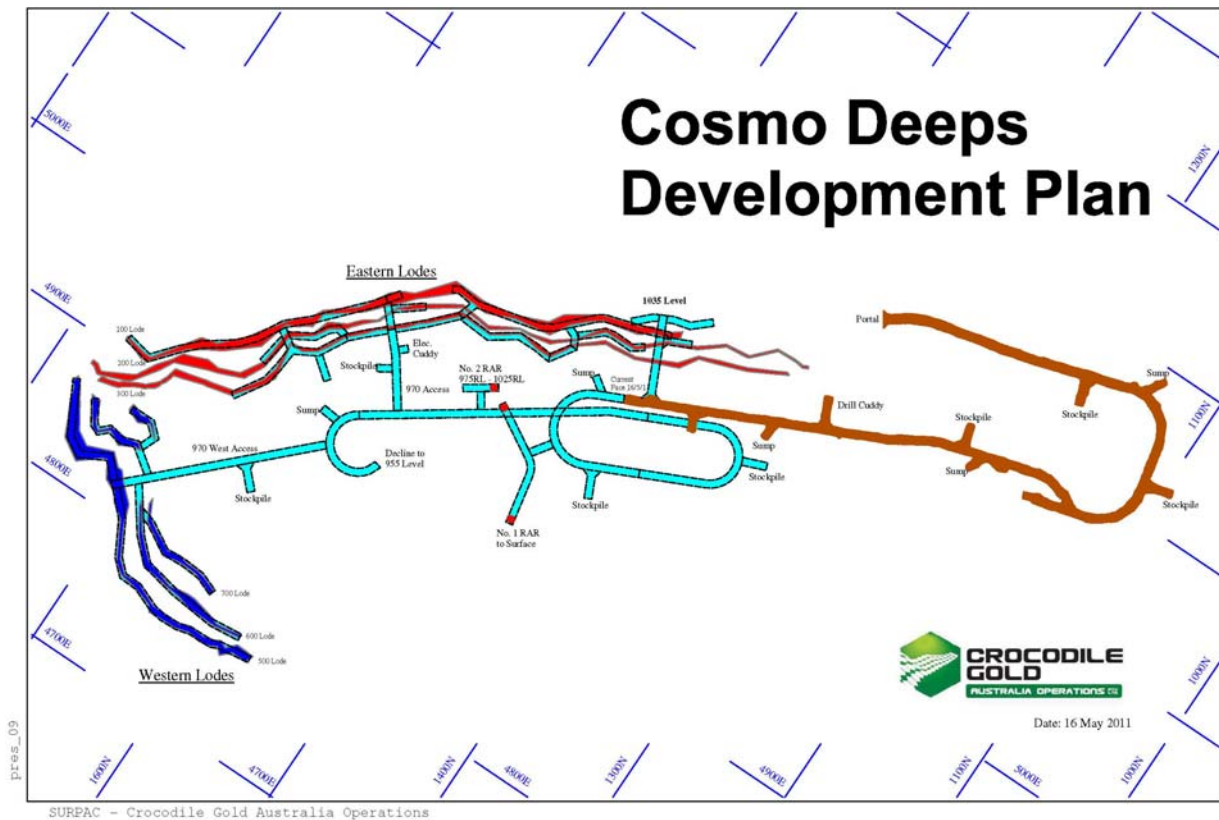 Cosmo Deeps
Development Plan
5000E
1200N
Eastern Lodes
4900E
200 Lode
1035 Level
Portal
Elec.
Cuddy
Stockpile
No. 2 RAR
975RL - 1025RL
200 Lode
300 Lode
970 Access
Sump
Current
Sump
Stockpile
1100N
Sump
Drill Cuddy
Stockpile
970 West Access
Decline to
955 Level
Sump
4800E
Stockpile
Sump
Stockpile
Stockpile
Stockpile
No. 1 RAR
to Surface
700 Lode
4700E
600 Lode
500 Lode
Western Lodes
CROCODILE
GOLD
AUSTRALIA OPERATIONS
1000N
Date: 16 May 2011
pres_09
1600N
4700E
1400N
4800E
1300N
4900E
1100N
5000E
1000N
SURPAC - Crocodile Gold Australia Operations